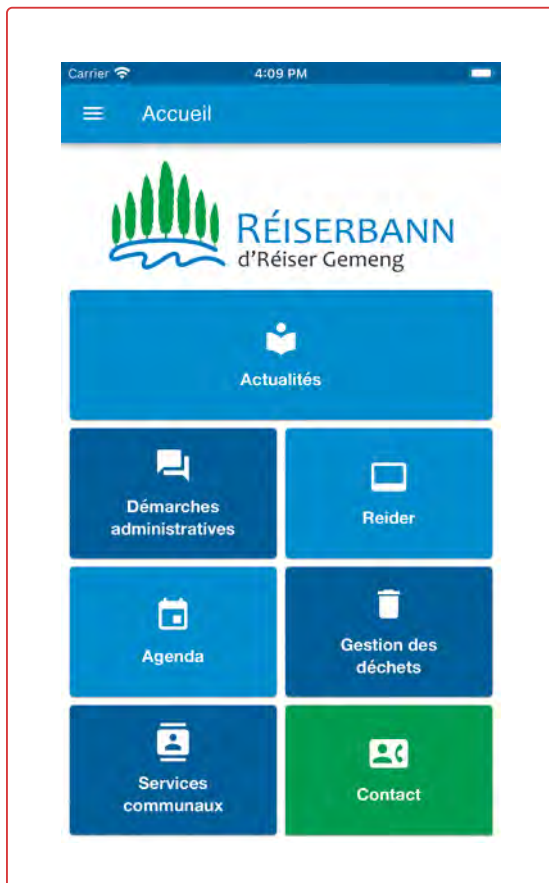 Carrier 4:09 PM
Accueil
RÉISERBANN
d'Réiser Gemeng
Actualités
Démarches
administratives
Reider
Agenda
Gestion des
déchets
Services
communaux
Contact